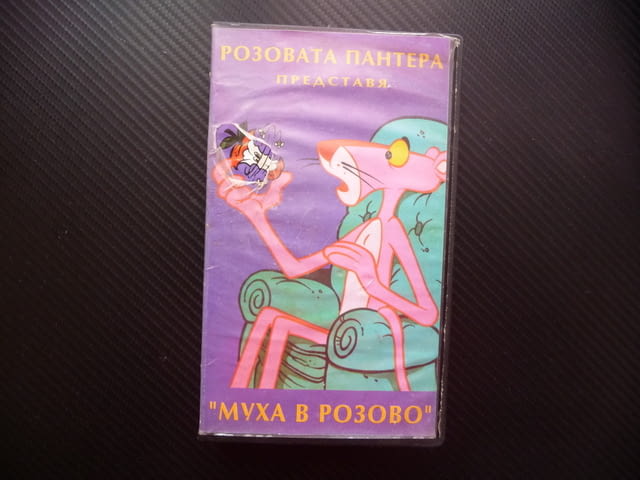 РОЗОВАТА ПАНТЕРА
ПРЕДСТАВЯ
"МУХА В РОЗОВО"